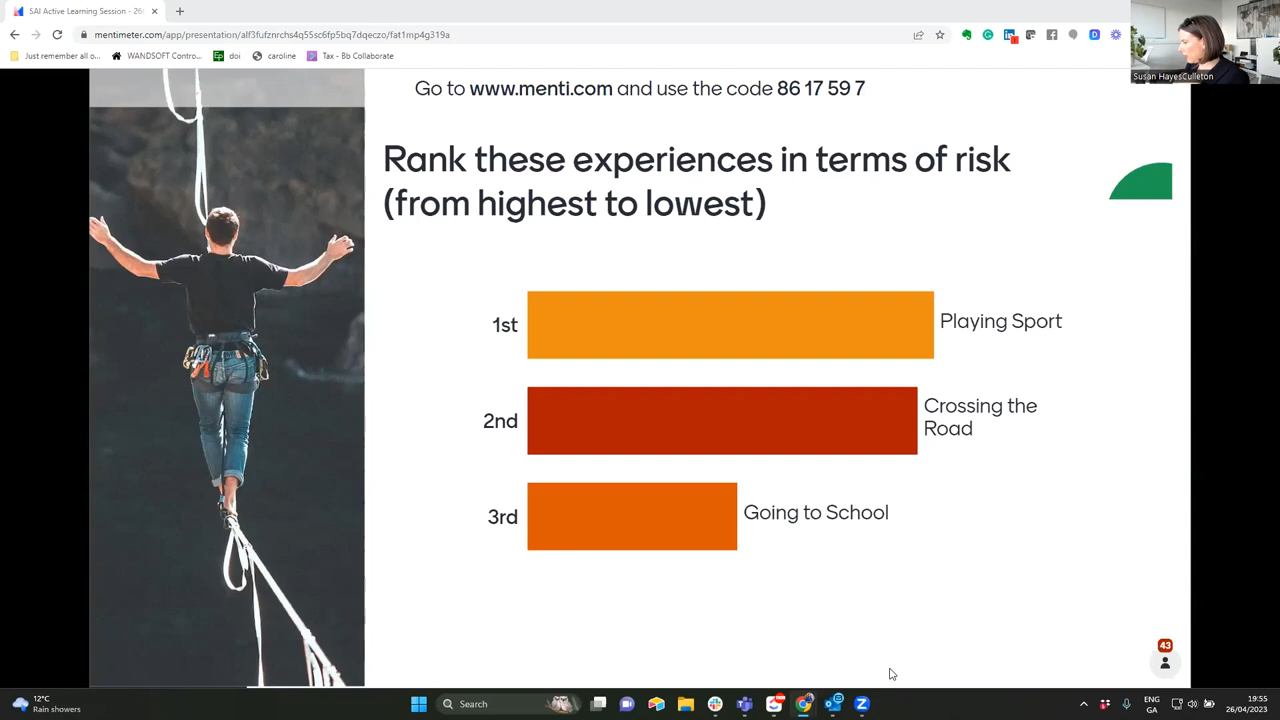 SAI Active Learning Session - 26t
mentimeter.com/app/presentation/alf3fufznrchs4q55sc6fp5bq7dqeczo/fat1mp4g319a
Just remember all o...
WANDSOFT Contro...
doi
caroline
Tax - Bb Collaborate
Susan HayesCulleton
Go to www.menti.com and use the code 86 17 59 7
Rank these experiences in terms of risk
(from highest to lowest)
1st
Playing Sport
2nd
Crossing the
Road
3rd
Going to School
43
12°C
Rain showers
Search
ENG
GA
19:55
26/04/2023